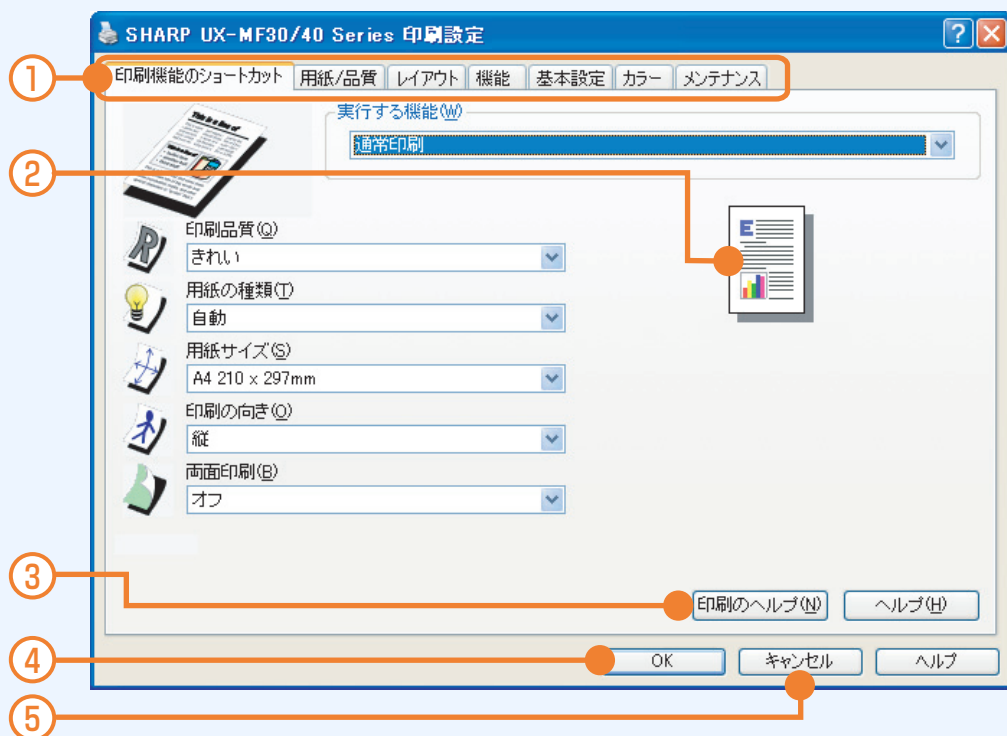 SHARP UX-MF30/40 Series 印刷設定
①
印刷機能のショートカット 用紙/品質 レイアウト 機能 基本設定 カラー メンテナンス
実行する機能(W)
通常印刷
②
印刷品質(Q)
きれい
用紙の種類(T)
自動
用紙サイズ(S)
A4 210 x 297mm
印刷の向き(O)
縦
両面印刷(B)
オフ
③
印刷のヘルプ(N) ヘルプ(H)
④
OK キャンセル ヘルプ
⑤